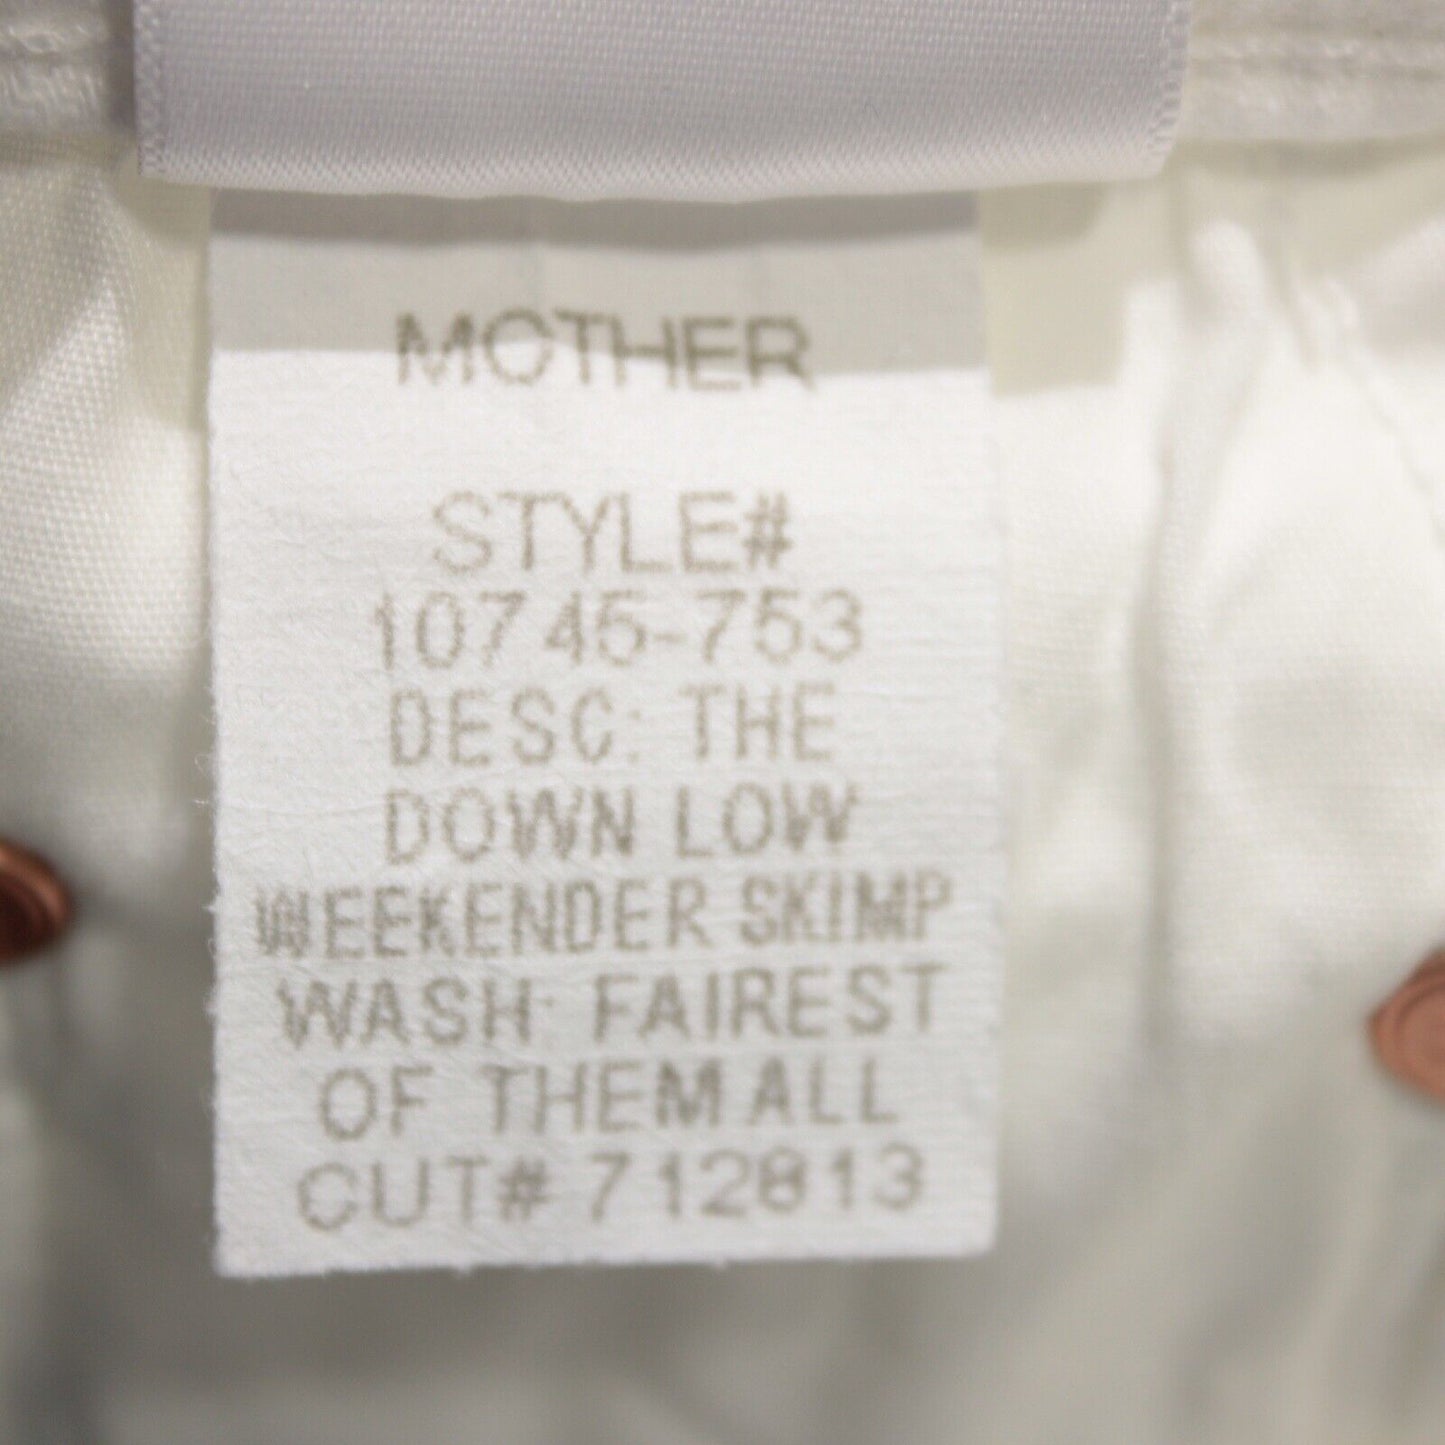 MOTHER
STYLE#
10745-753
DESC: THE
DOWN LOW
WEEKENDER SKIMP
WASH: FAIREST
OF THEM ALL
CUT# 712813